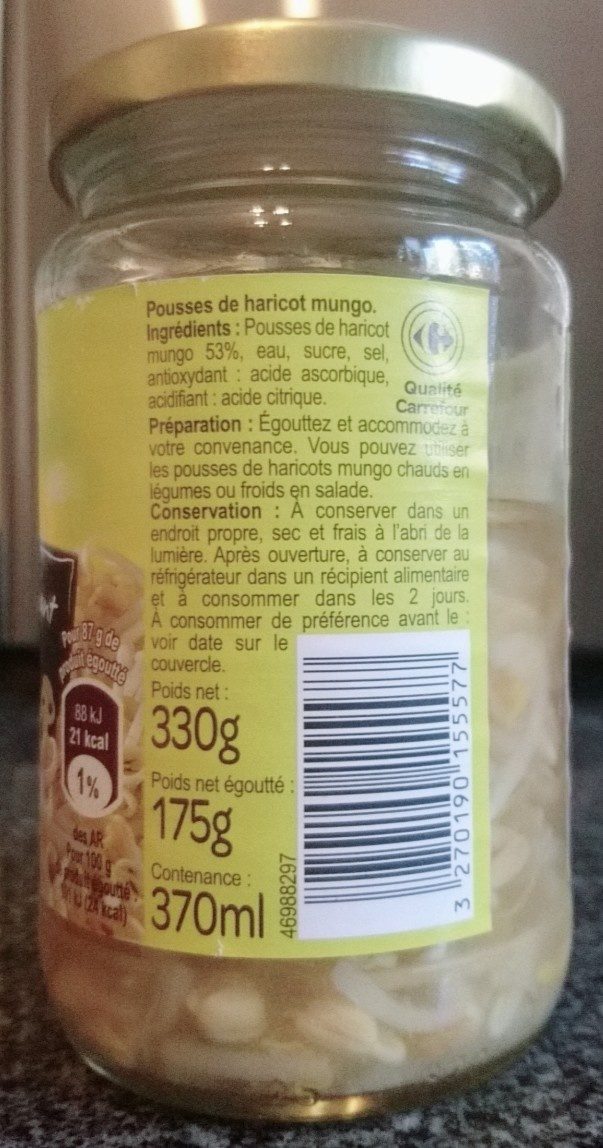 Pousses de haricot mungo.
Ingrédients : Pousses de haricot
mungo 53%, eau, sucre, sel,
antioxydant : acide ascorbique,
acidifiant : acide citrique.
Qualité
Carrefour
Préparation : Égouttez et accommodez à
votre convenance. Vous pouvez utiliser
les pousses de haricots mungo chauds en
légumes ou froids en salade.
Conservation : À conserver dans un
endroit propre, sec et frais à l'abri de la
lumière. Après ouverture, à conserver au
réfrigérateur dans un récipient alimentaire
et à consommer dans les 2 jours.
À consommer de préférence avant le :
voir date sur le
couvercle.
Poids net :
330g
Poids net égoutté :
175g
Contenance :
370ml
46988297
3 270190 155577
Pour 87 g de
produit égoutté
88 kJ
21 kcal
1%
des AR
Pour 100 g
(24 kcal)